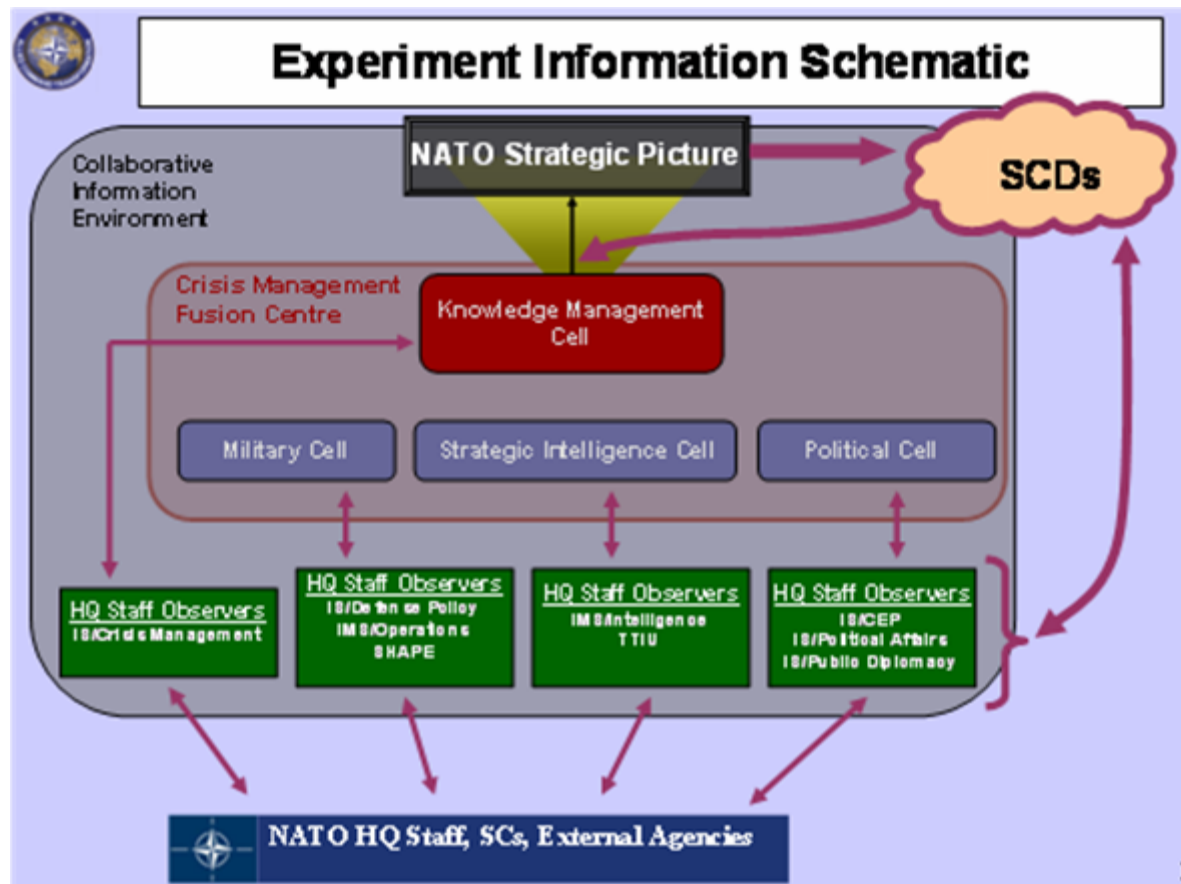 Experiment Information Schematic
Collaborative
Information
Environment
NATO Strategic Picture
SCDs
Crisis Management
Fusion Centre
Knowledge Management
Cell
Military Cell
Strategic Intelligence Cell
Political Cell
HQ Staff Observers
IS/Crisis Management
HQ Staff Observers
IS/Defense Policy
IMS/Operations
SHAPE
HQ Staff Observers
IMS/Intelligence
TTIU
HQ Staff Observers
IS/CEP
IS/Political Affairs
IS/Public Diplomacy
NATO HQ Staff, SCs, External Agencies